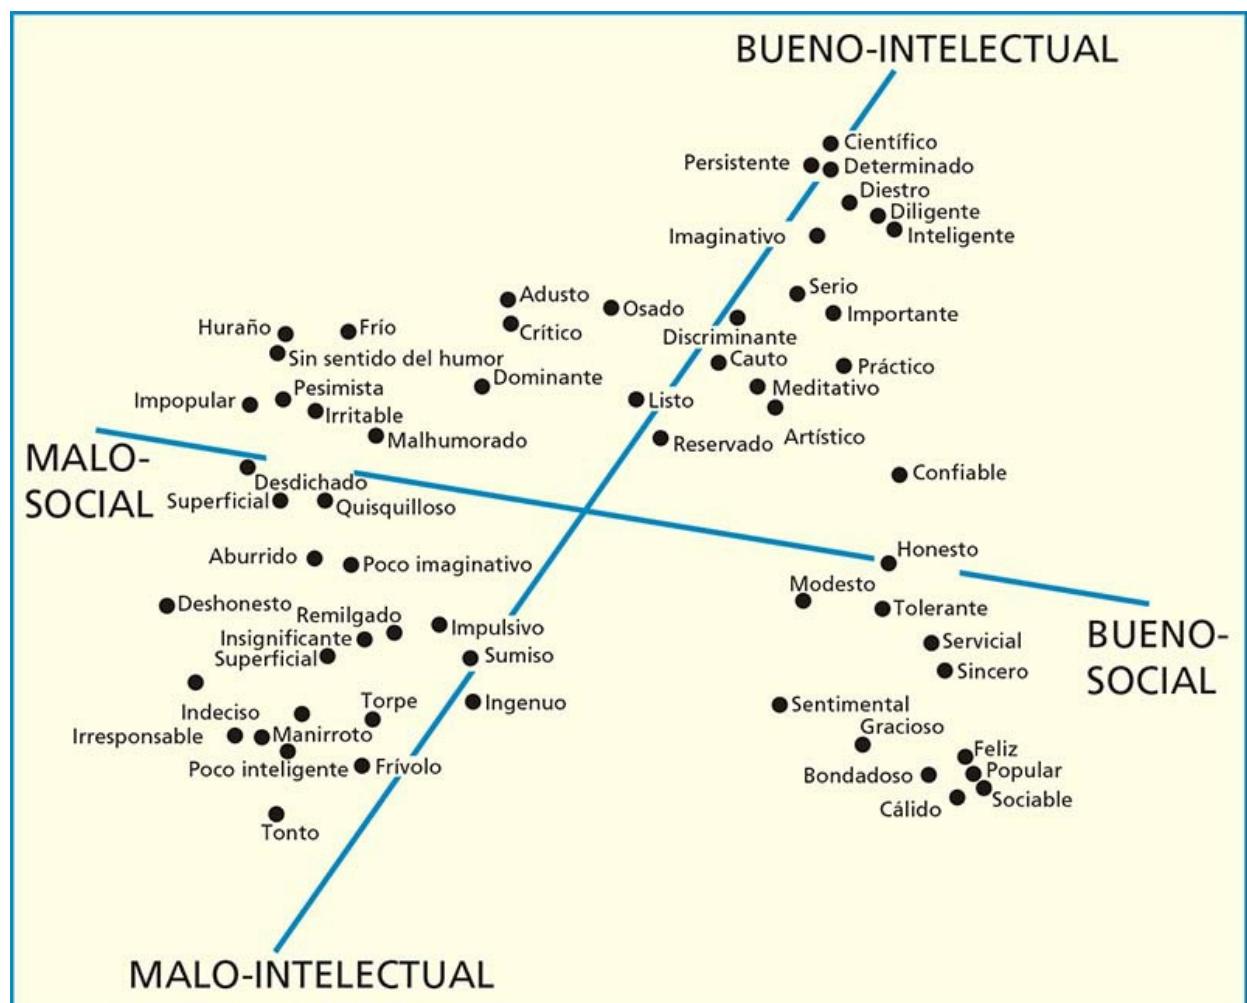 BUENO-INTELECTUAL
Científico
Persistente
Determinado
Diestro
Diligente
Imaginativo
Inteligente
Serio
Adusto
Osado
Importante
Huraño
Frío
Crítico
Discriminante
Sin sentido del humor
Cauto
Práctico
Dominante
Pesimista
Meditativo
Impopular
Listo
Irritable
Malhumorado
Reservado
Artístico
MALO-
SOCIAL
Confiable
Desdichado
Superficial
Quisquilloso
Honesto
Aburrido
Poco imaginativo
Modesto
Deshonesto
Tolerante
Remilgado
Impulsivo
Insignificante
Servicial
BUENO-
SOCIAL
Superficial
Sumiso
Sincero
Torpe
Ingenuo
Sentimental
Indeciso
Gracioso
Irresponsable
Manirroto
Feliz
Poco inteligente
Frívolo
Bondadoso
Popular
Sociable
Cálido
Tonto
MALO-INTELECTUAL